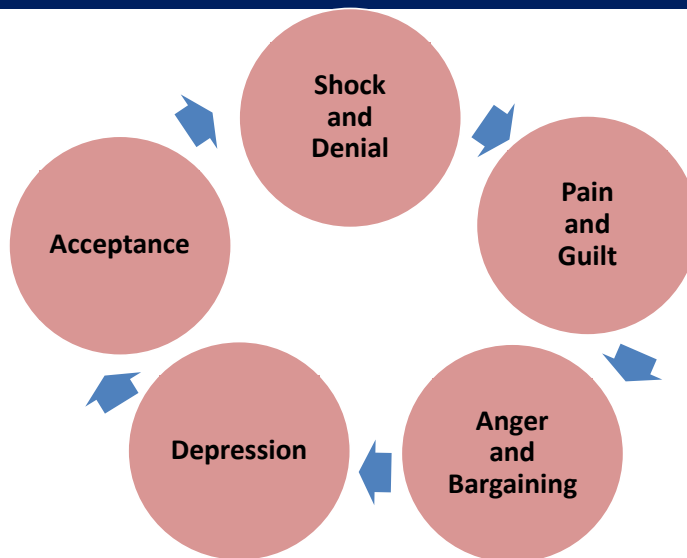 Shock
and
Denial
Pain
and
Guilt
Anger
and
Bargaining
Depression
Acceptance